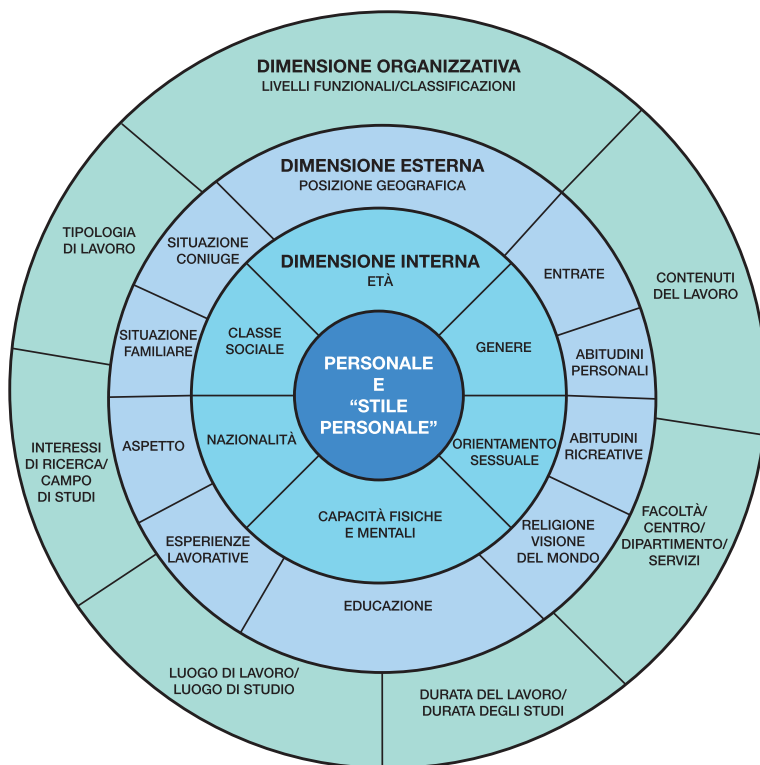 DIMENSIONE ORGANIZZATIVA
LIVELLI FUNZIONALI/CLASSIFICAZIONI
DIMENSIONE ESTERNA
POSIZIONE GEOGRAFICA
TIPOLOGIA
DI LAVORO
SITUAZIONE
CONIUGE
DIMENSIONE INTERNA
ETÀ
ENTRATE
CONTENUTI
DEL LAVORO
SITUAZIONE
FAMILIARE
CLASSE
SOCIALE
GENERE
ABITUDINI
PERSONALI
PERSONALE
E
“STILE
PERSONALE”
INTERESSI
DI RICERCA/
CAMPO
DI STUDI
ASPETTO
NAZIONALITÀ
ORIENTAMENTO
SESSUALE
ABITUDINI
RICREATIVE
CAPACITÀ FISICHE
E MENTALI
ESPERIENZE
LAVORATIVE
RELIGIONE
VISIONE
DEL MONDO
FACOLTÀ/
CENTRO/
DIPARTIMENTO/
SERVIZI
EDUCAZIONE
LUOGO DI LAVORO/
LUOGO DI STUDIO
DURATA DEL LAVORO/
DURATA DEGLI STUDI